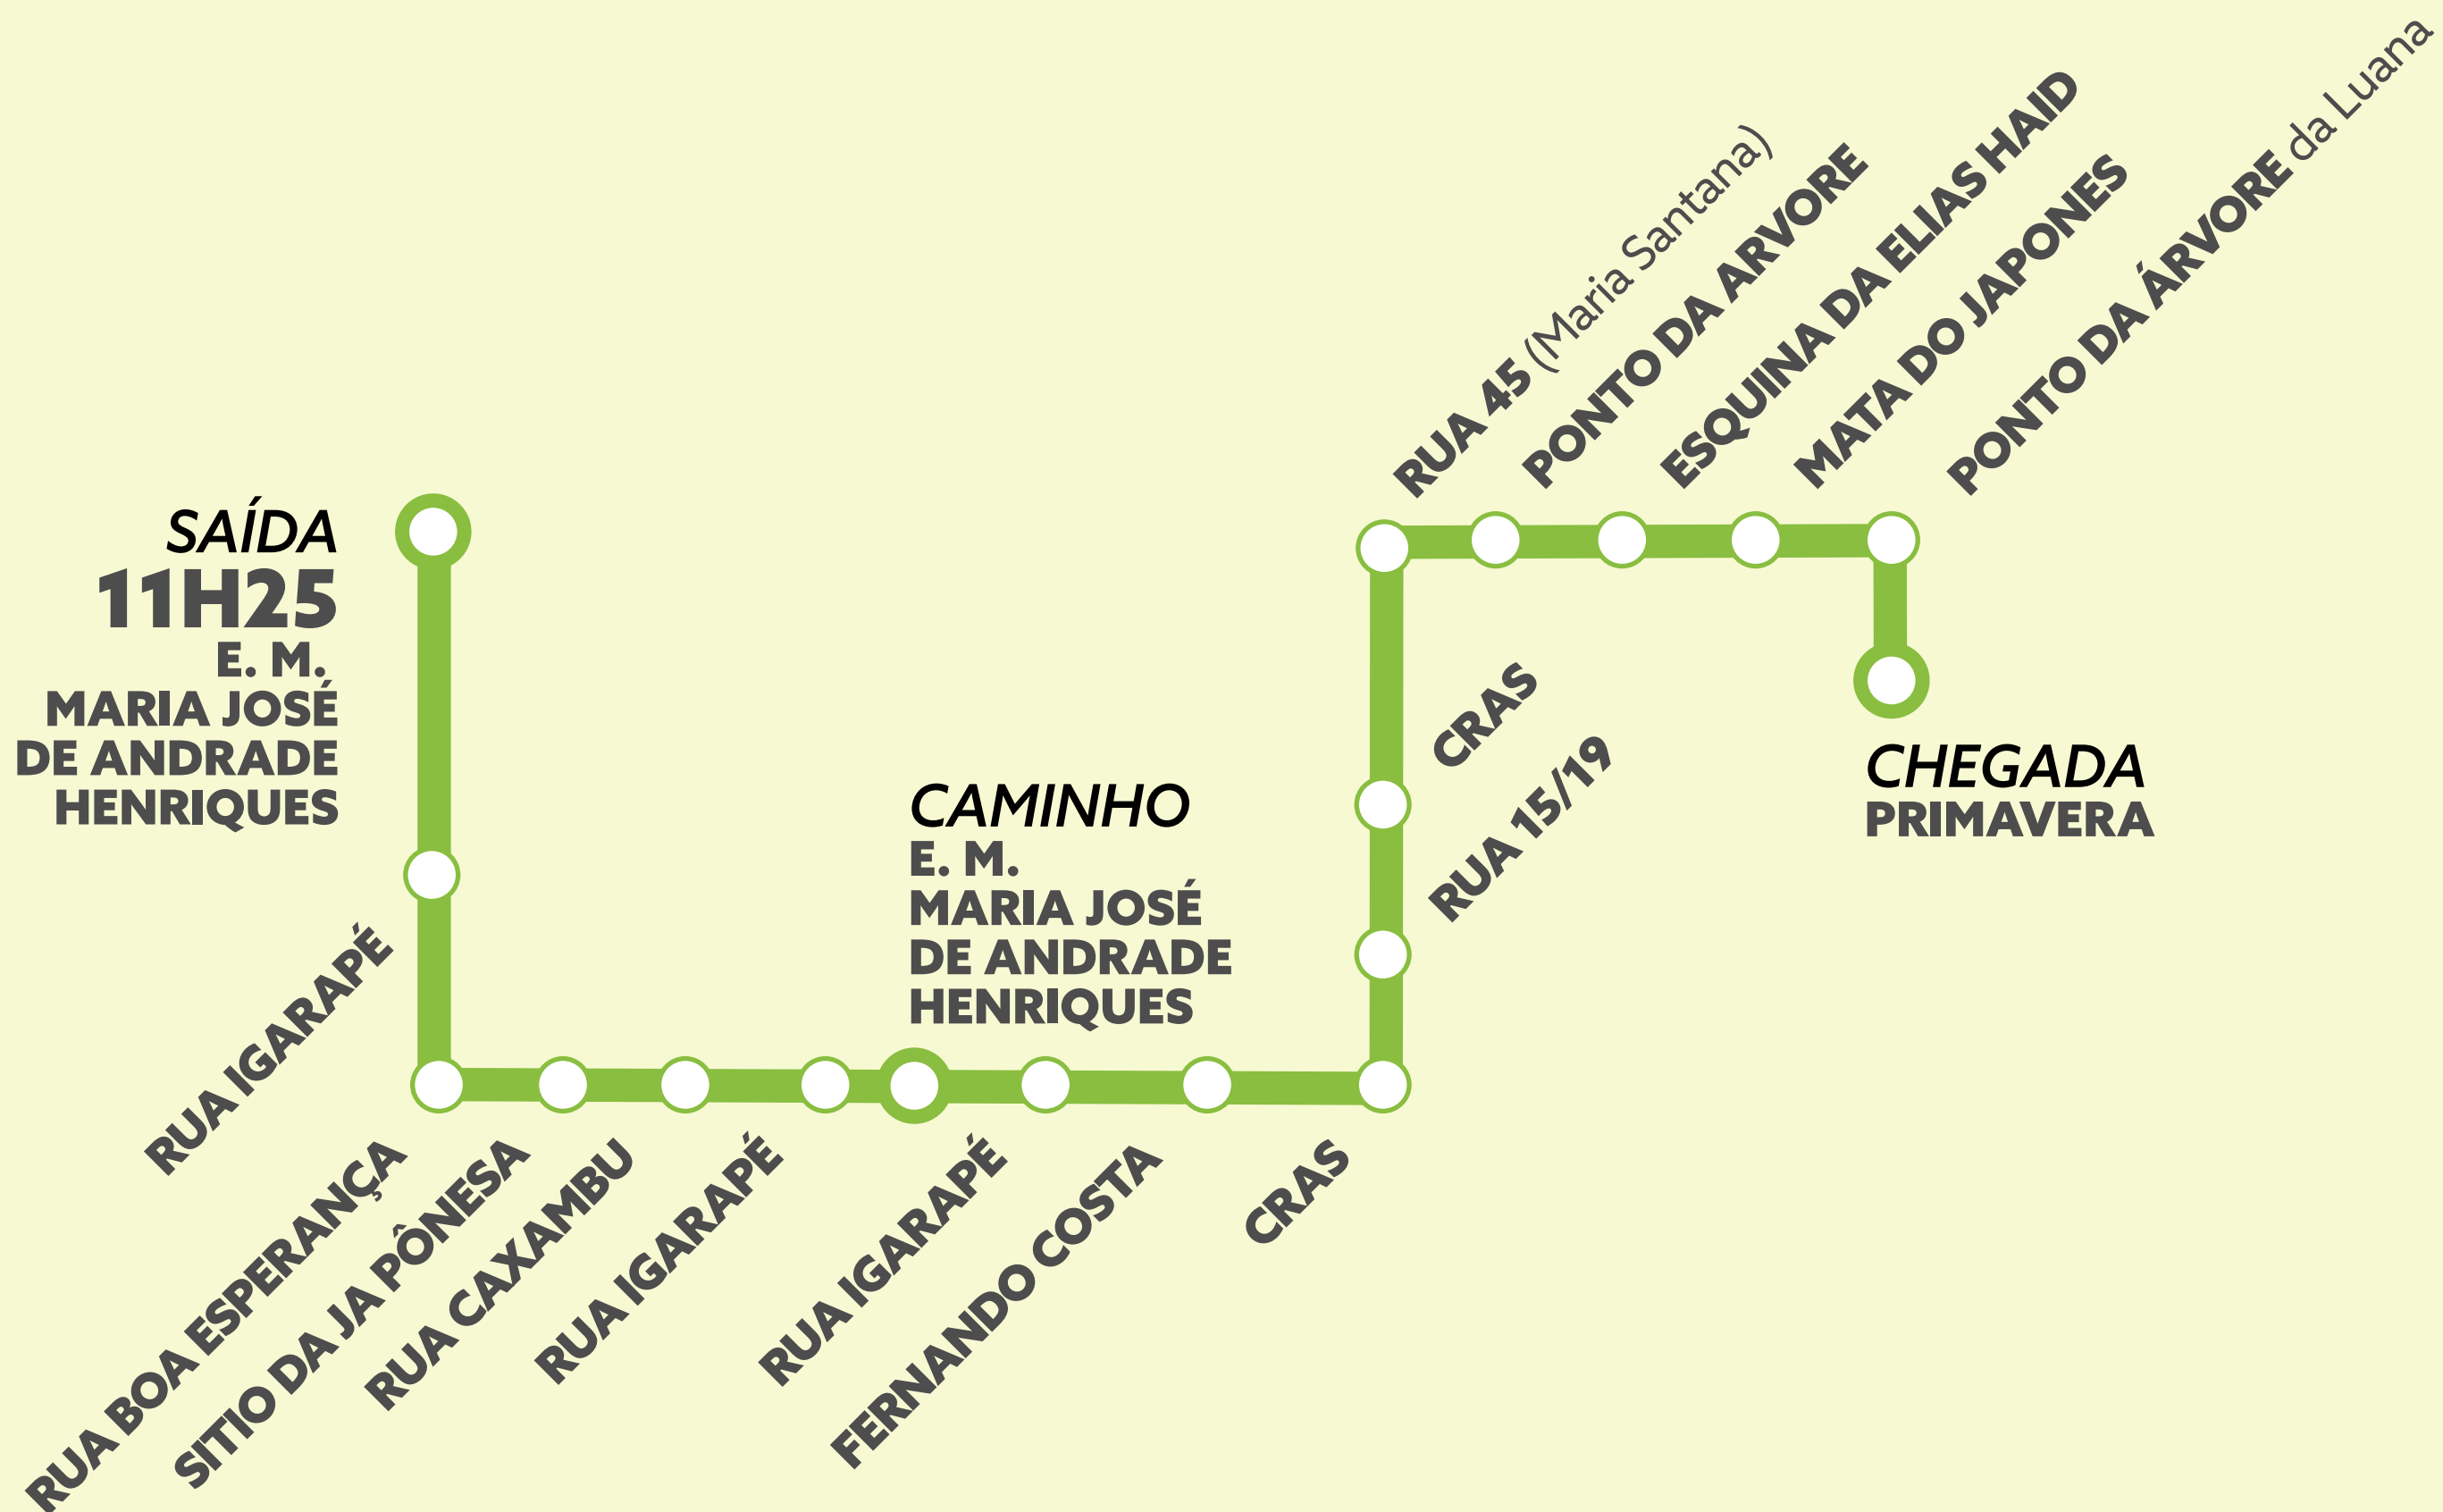 SAÍDA
11H25
E. M.
MARIA JOSÉ
DE ANDRADE
HENRIQUES
RUA IGARAPÉ
RUA BOA ESPERANÇA
SITIO DA JAPÔNESA
RUA CAXAMBU
RUA IGARAPÉ
CAMINHO
E. M.
MARIA JOSÉ
DE ANDRADE
HENRIQUES
RUA IGARAPÉ
FERNANDO COSTA
CRAS
RUA 15/19
CRAS
RUA 45 (Maria Santana)
PONTO DA ARVORE
ESQUINA DA ELIAS HAID
MATA DO JAPONES
PONTO DA ÁRVORE da Luana
CHEGADA
PRIMAVERA